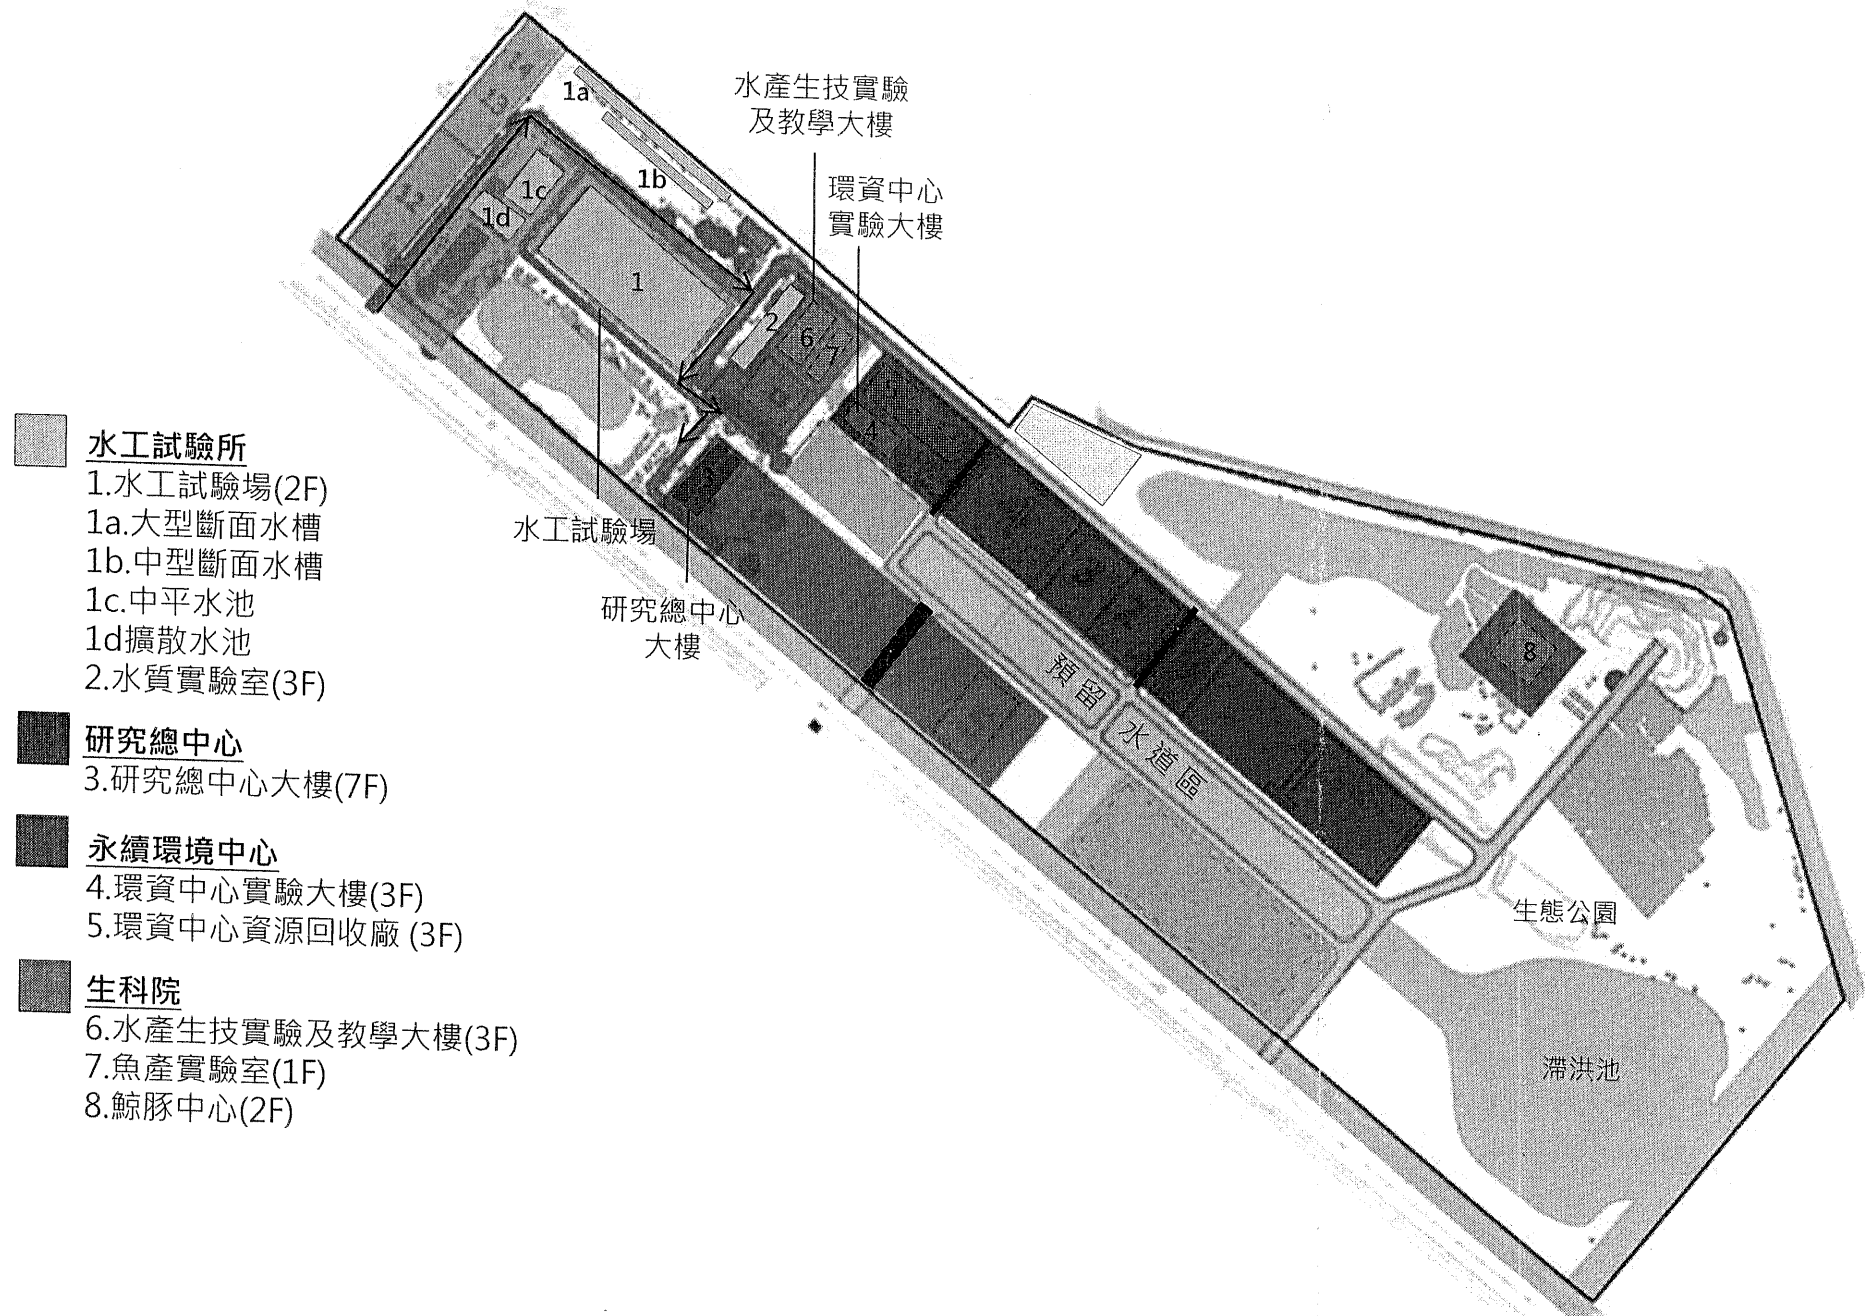 14
13
12
1a
1b
1c
1d
1
水產生技實驗
及教學大樓
環資中心
實驗大樓
2
6
7
4
3
水工試驗場
研究總中心
大樓
預留
水道區
8
生態公園
滯洪池
水工試驗所
1.水工試驗場(2F)
1a.大型斷面水槽
1b.中型斷面水槽
1c.中平水池
1d擴散水池
2.水質實驗室(3F)
研究總中心
3.研究總中心大樓(7F)
永續環境中心
4.環資中心實驗大樓(3F)
5.環資中心資源回收廠 (3F)
生科院
6.水產生技實驗及教學大樓(3F)
7.魚產實驗室(1F)
8.鯨豚中心(2F)